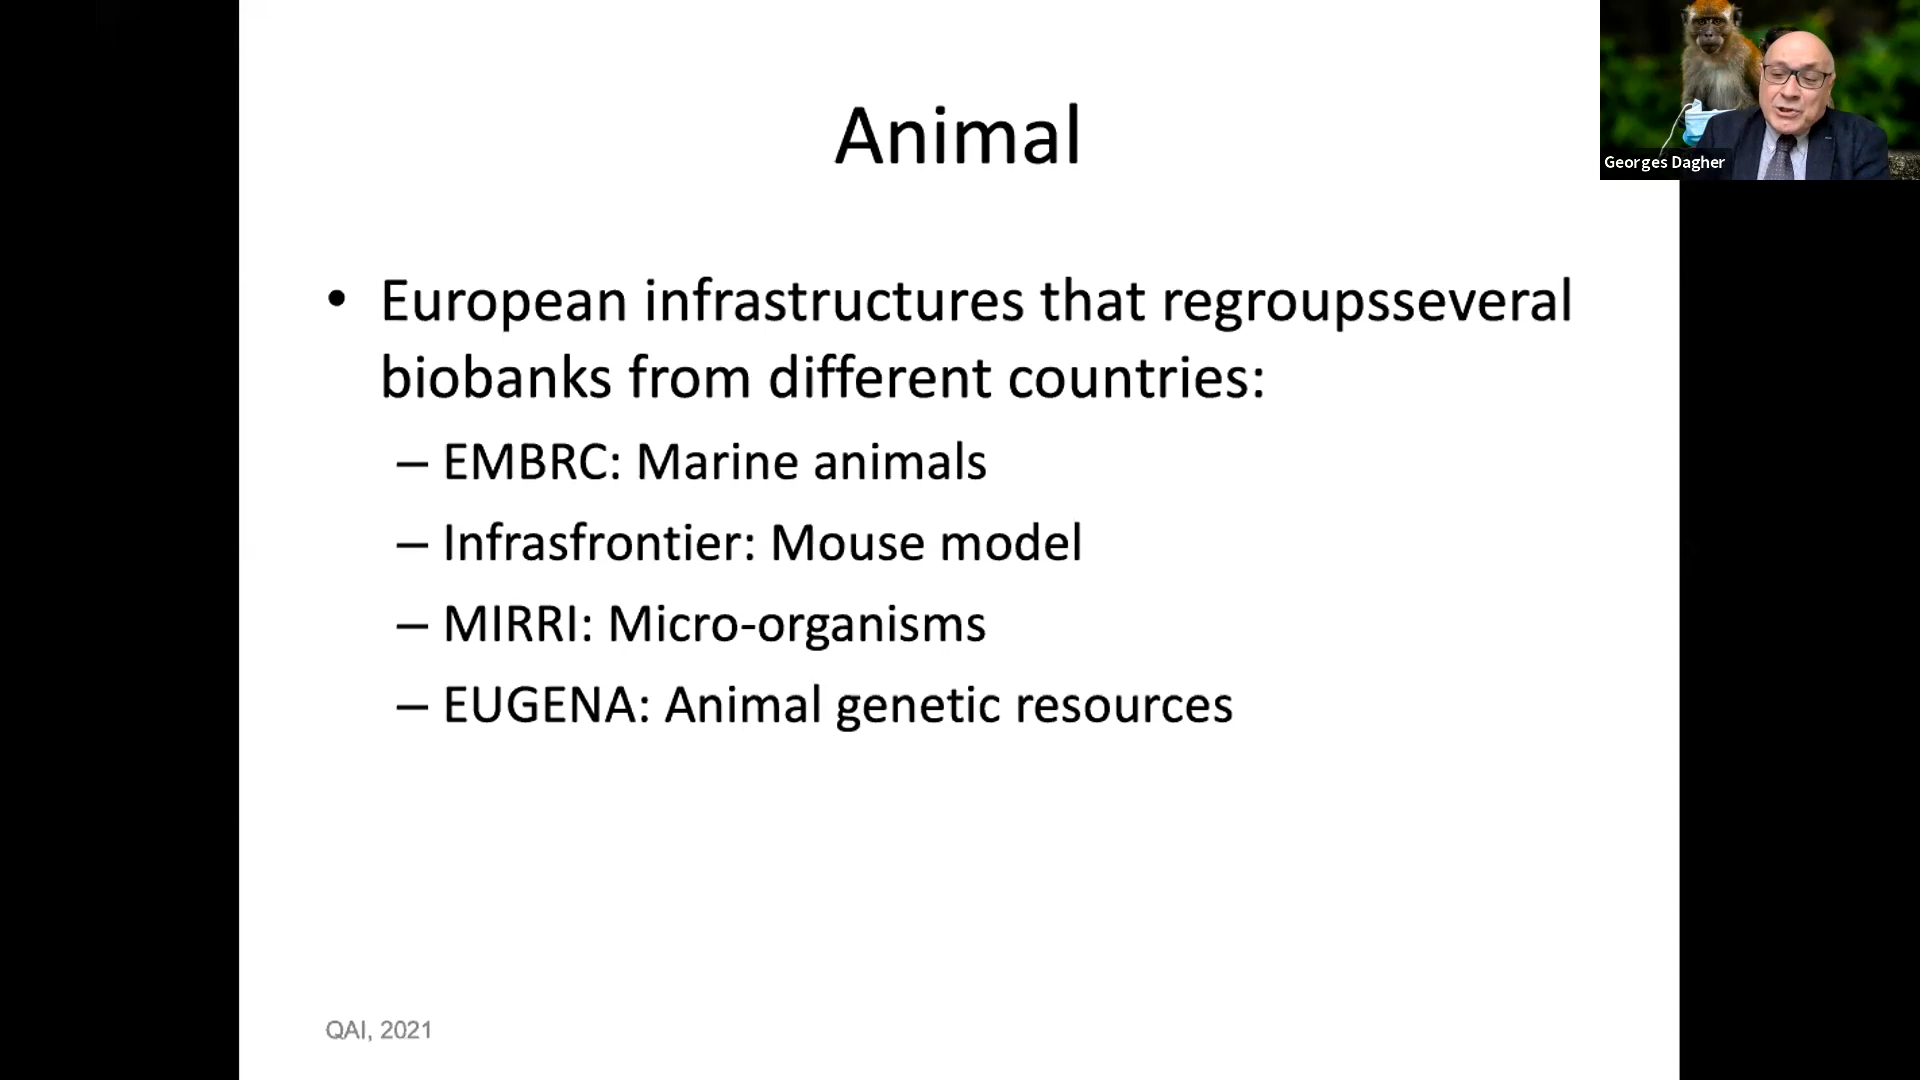 Animal
• European infrastructures that regroupsseveral
biobanks from different countries:
– EMBRC: Marine animals
– Infrasfrontier: Mouse model
– MIRRI: Micro-organisms
– EUGENA: Animal genetic resources
QAI, 2021
Georges Dagher